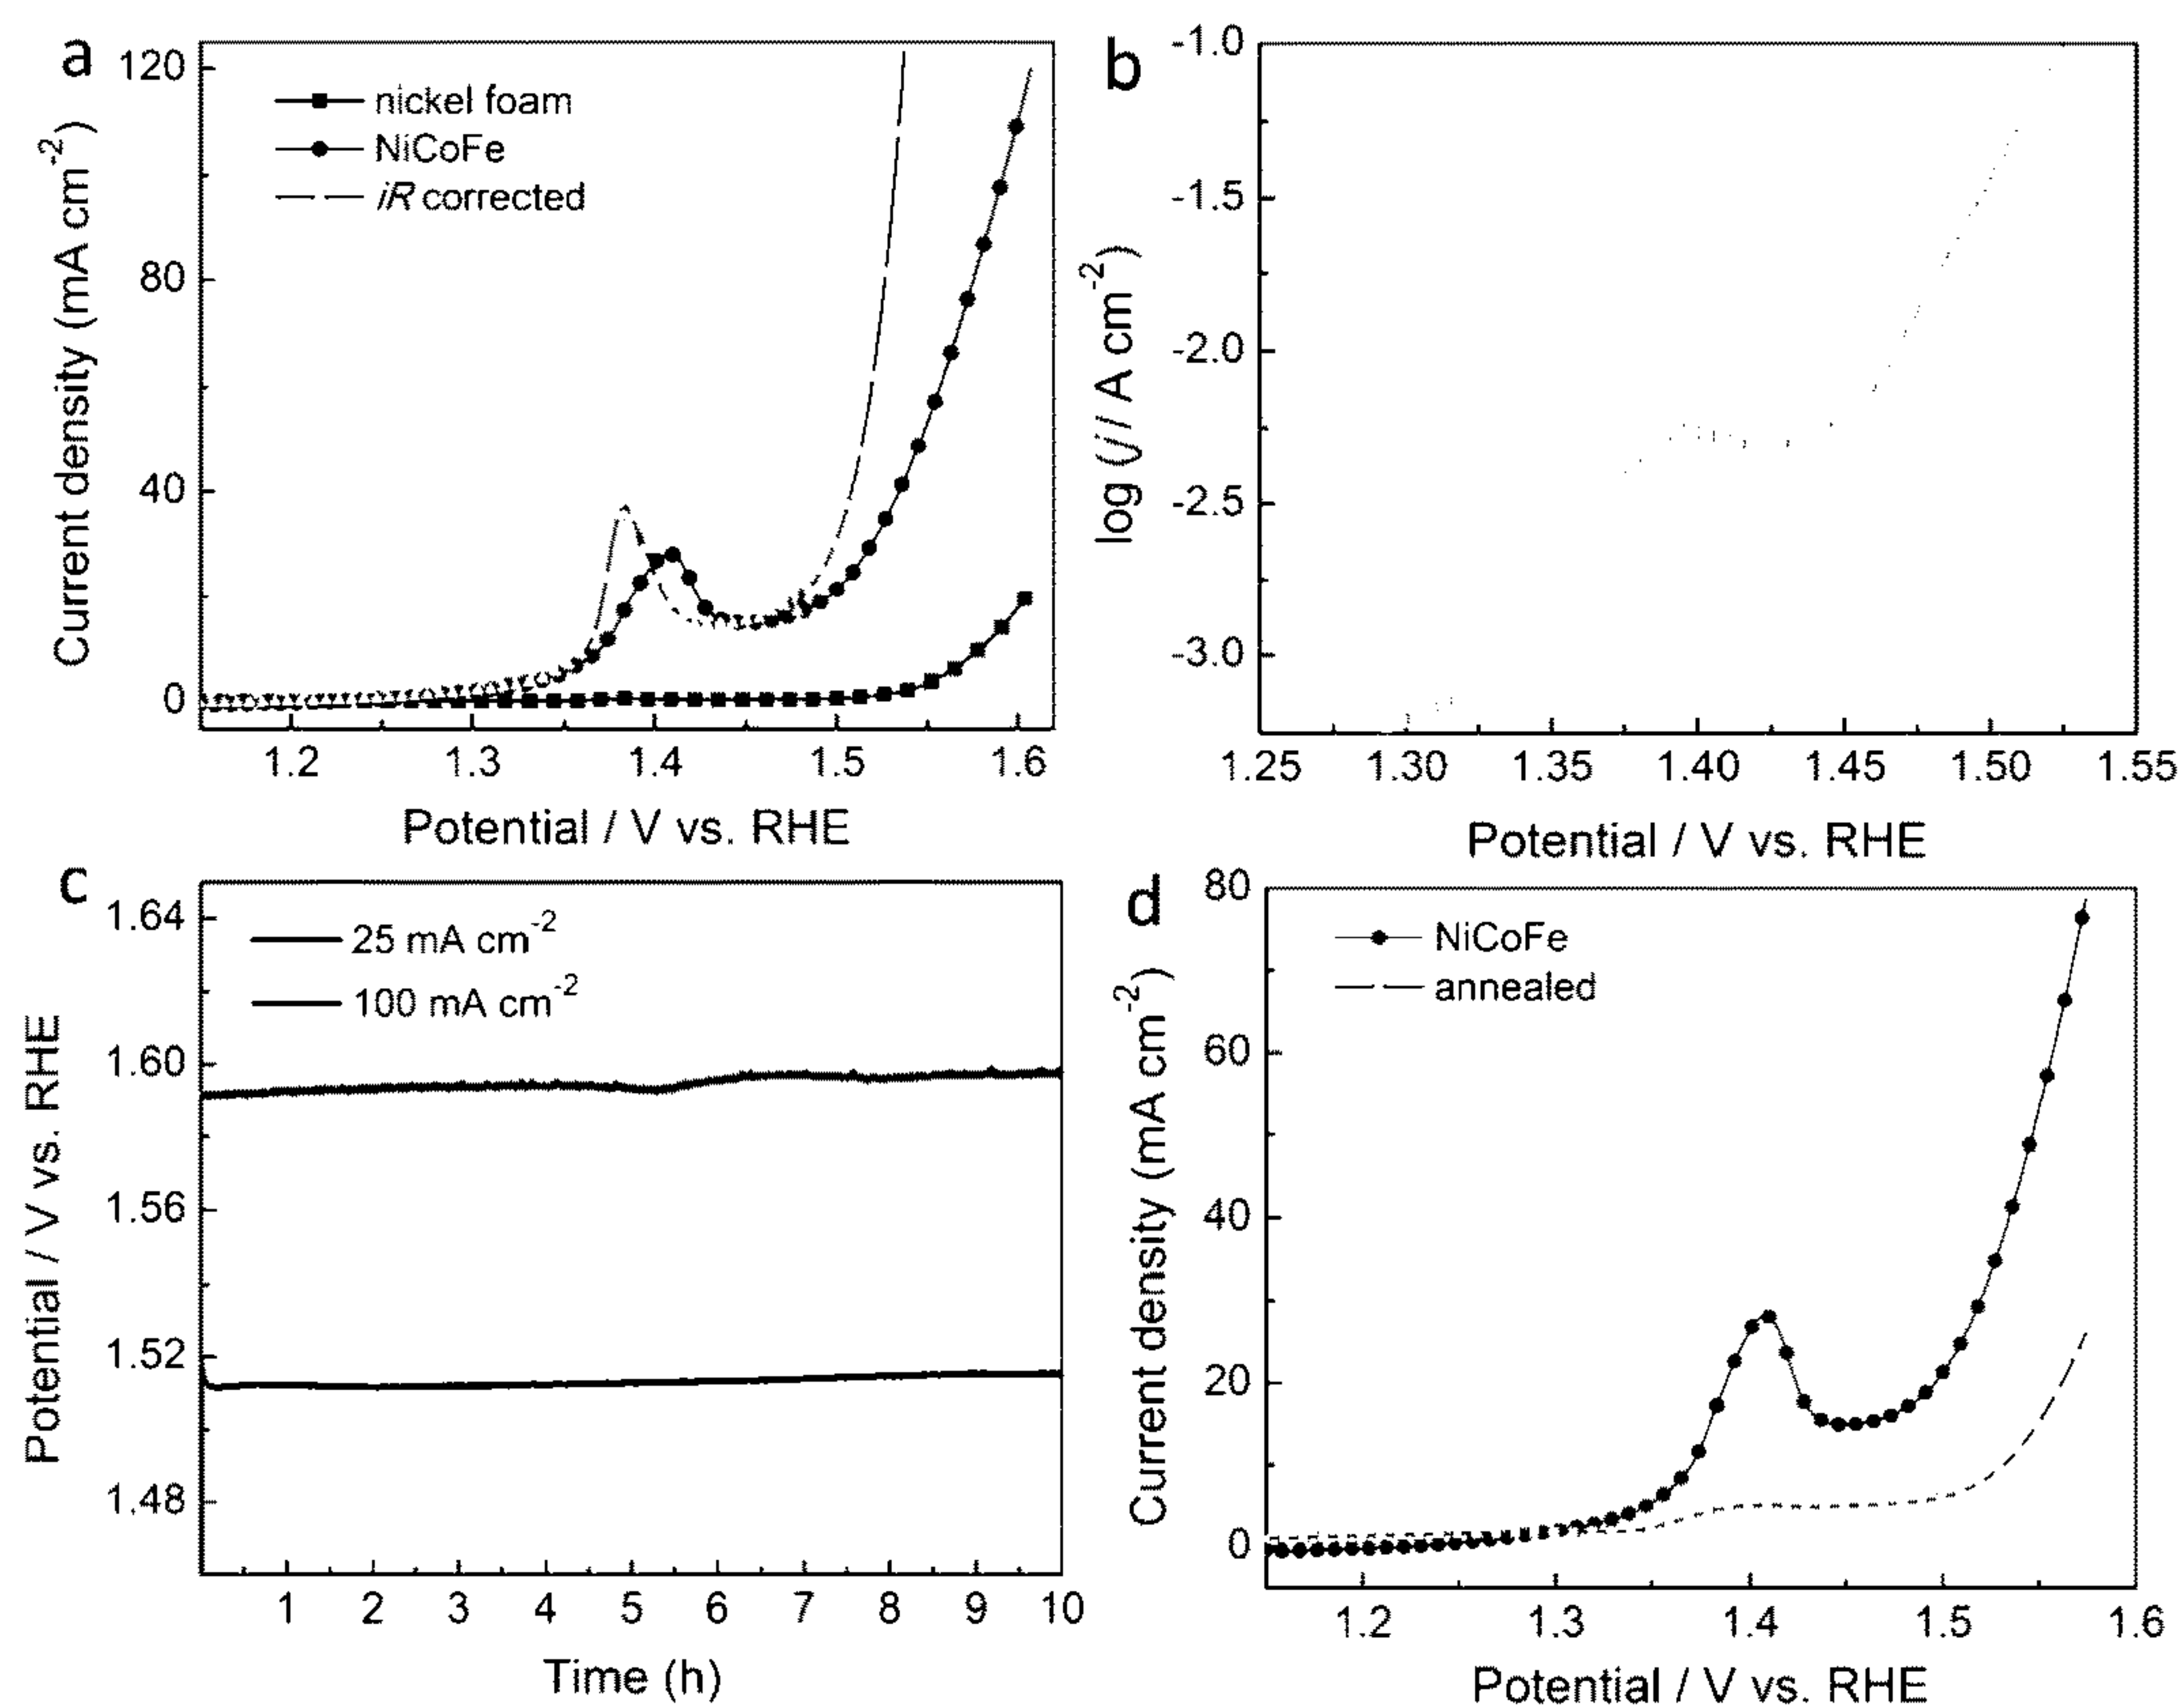 a
120
80
40
0
Current density (mA cm⁻²)
nickel foam
NiCoFe
iR corrected
1.2 1.3 1.4 1.5 1.6
Potential / V vs. RHE
b
-1.0
-1.5
-2.0
-2.5
-3.0
log (j / A cm⁻²)
1.25 1.30 1.35 1.40 1.45 1.50 1.55
Potential / V vs. RHE
c
1.64
1.60
1.56
1.52
1.48
Potential / V vs. RHE
25 mA cm⁻²
100 mA cm⁻²
1 2 3 4 5 6 7 8 9 10
Time (h)
d
80
60
40
20
0
Current density (mA cm⁻²)
NiCoFe
annealed
1.2 1.3 1.4 1.5 1.6
Potential / V vs. RHE